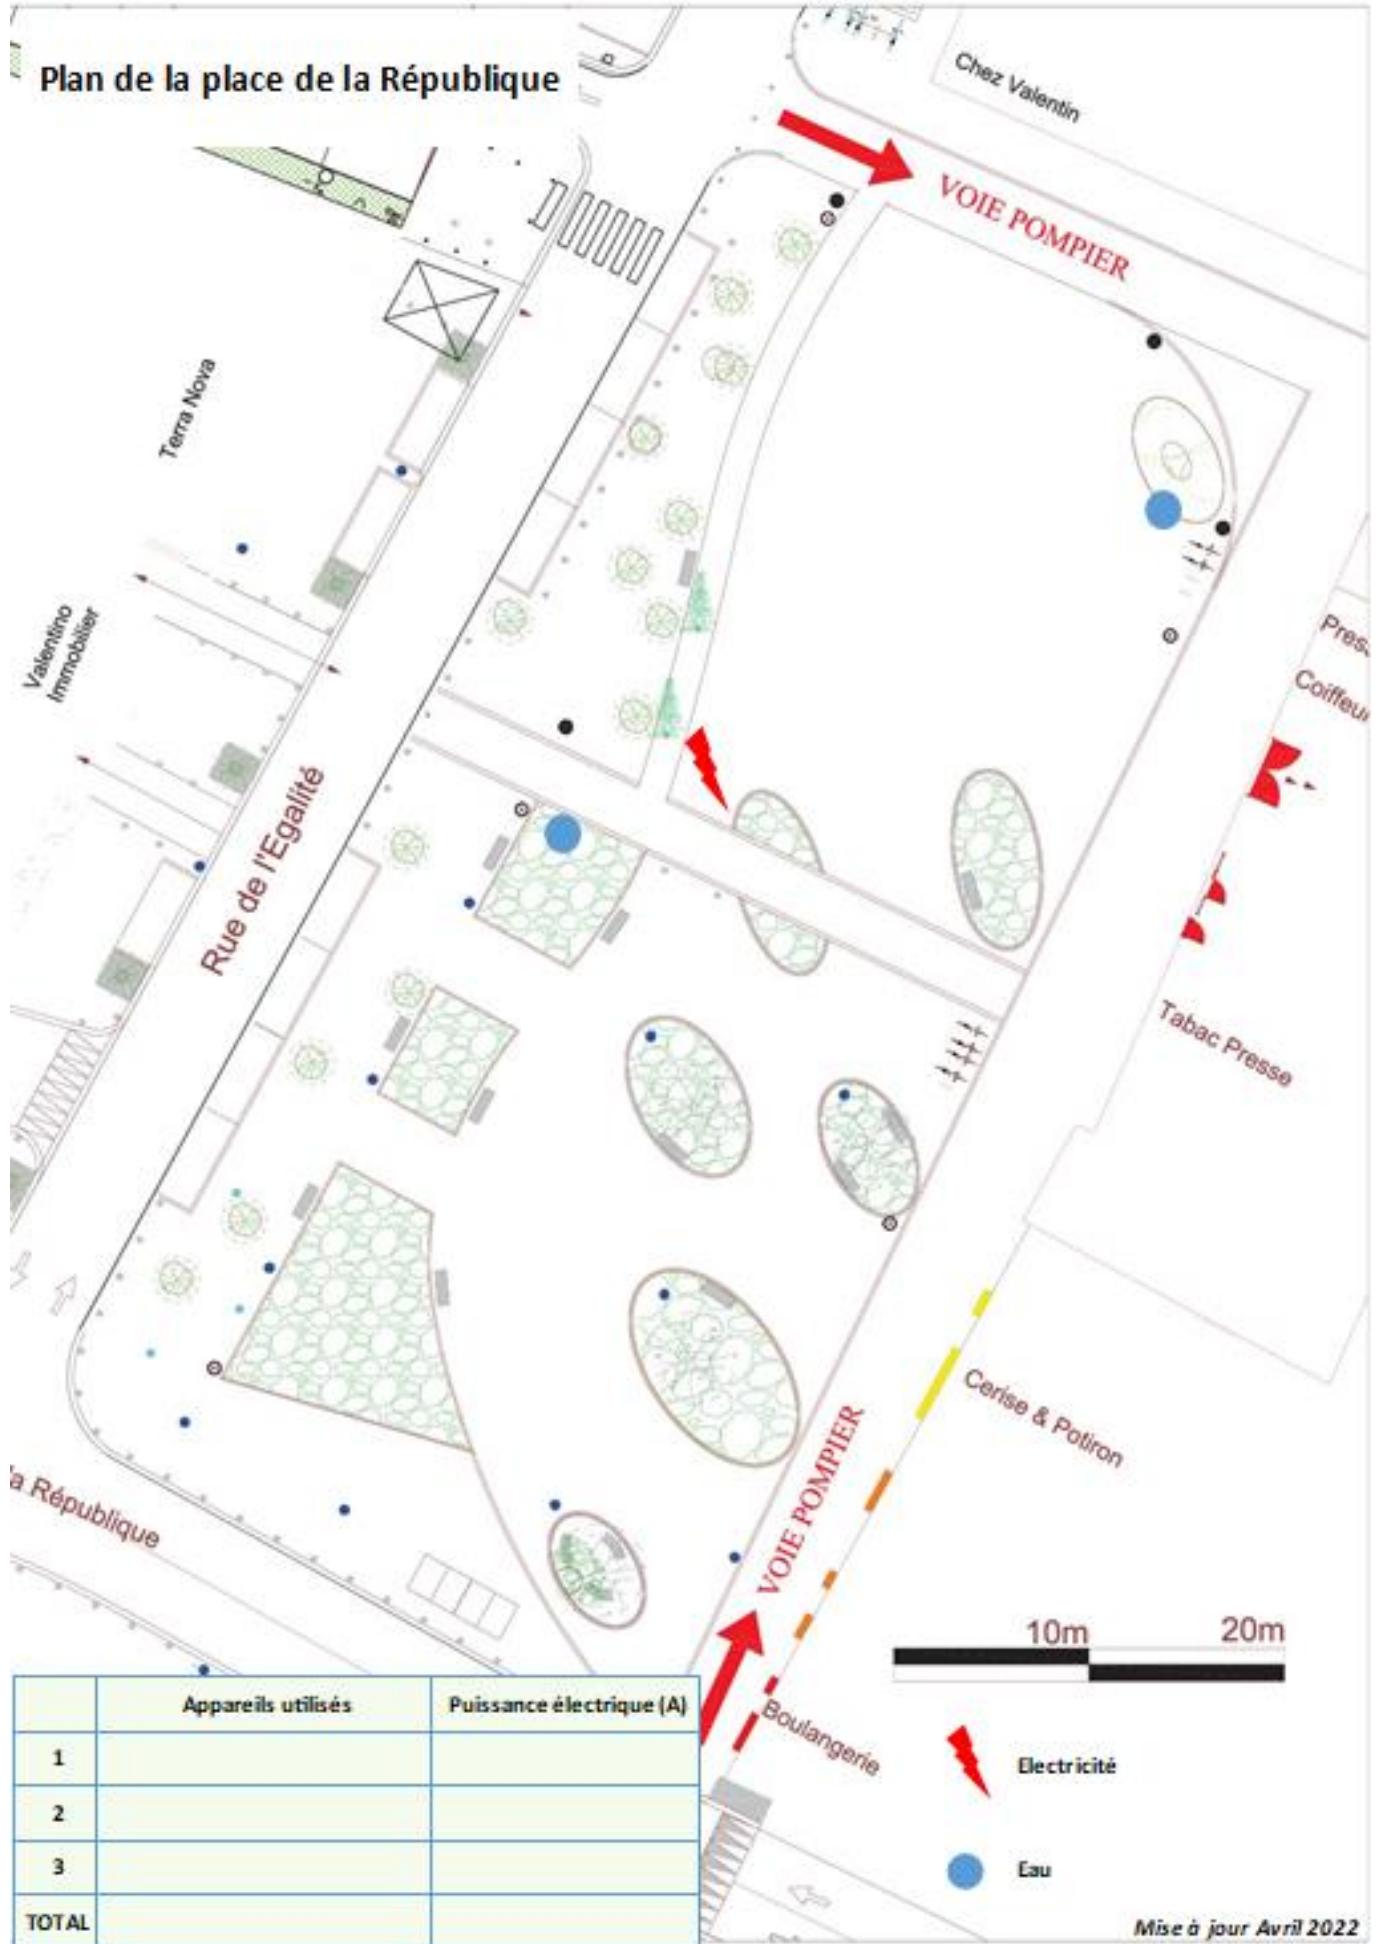 Plan de la place de la République
Chez Valentin
VOIE POMPIER
Terra Nova
Valentino
Immobilier
Rue de l'Egalité
Coiffeur
Tabac Presse
Cerise & Potiron
VOIE POMPIER
la République
10m 20m
Boulangerie
Electricité
Eau
Appareils utilisés Puissance électrique (A)
1
2
3
TOTAL
Mise à jour Avril 2022